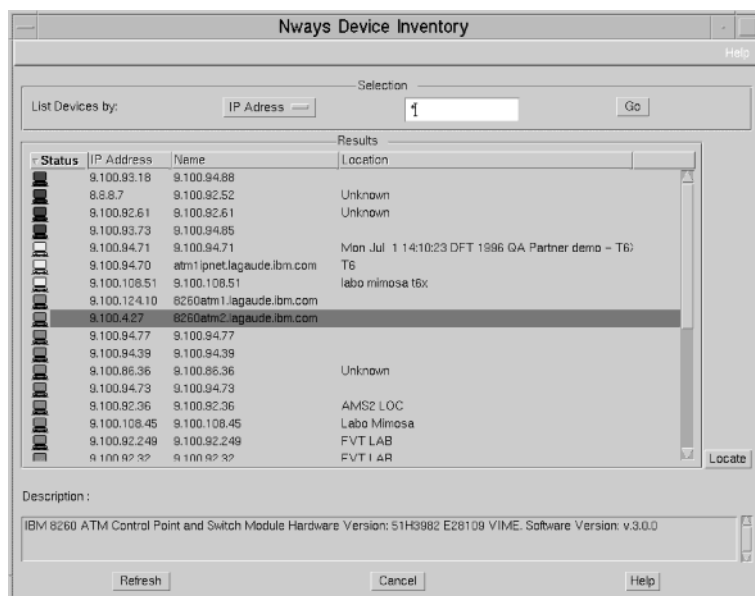 Nways Device Inventory
Help
Selection
List Devices by: IP Adress Go
Results
Status IP Address Name Location
9.100.93.18 9.100.94.88
8.8.8.7 9.100.92.52 Unknown
9.100.92.61 9.100.92.61 Unknown
9.100.93.73 9.100.94.85
9.100.94.71 9.100.94.71 Mon Jul 1 14:10:23 DFT 1996 QA Partner demo - T6
9.100.94.70 atm1ipnet.lagaude.ibm.com T6
9.100.108.51 9.100.108.51 labo mimosa t6x
9.100.124.10 8260atm1.lagaude.ibm.com
9.100.4.27 8260atm2.lagaude.ibm.com
9.100.94.77 9.100.94.77
9.100.94.39 9.100.94.39
9.100.86.36 9.100.86.36 Unknown
9.100.94.73 9.100.94.73
9.100.92.36 9.100.92.36 AMS2 LOC
9.100.108.45 9.100.108.45 Labo Mimosa
9.100.92.249 9.100.92.249 FVT LAB
9.100.92.32 9.100.92.32 FVT LAB
Locate
Description :
IBM 8260 ATM Control Point and Switch Module Hardware Version: 51H3982 E28109 VIME. Software Version: v.3.0.0
Refresh Cancel Help